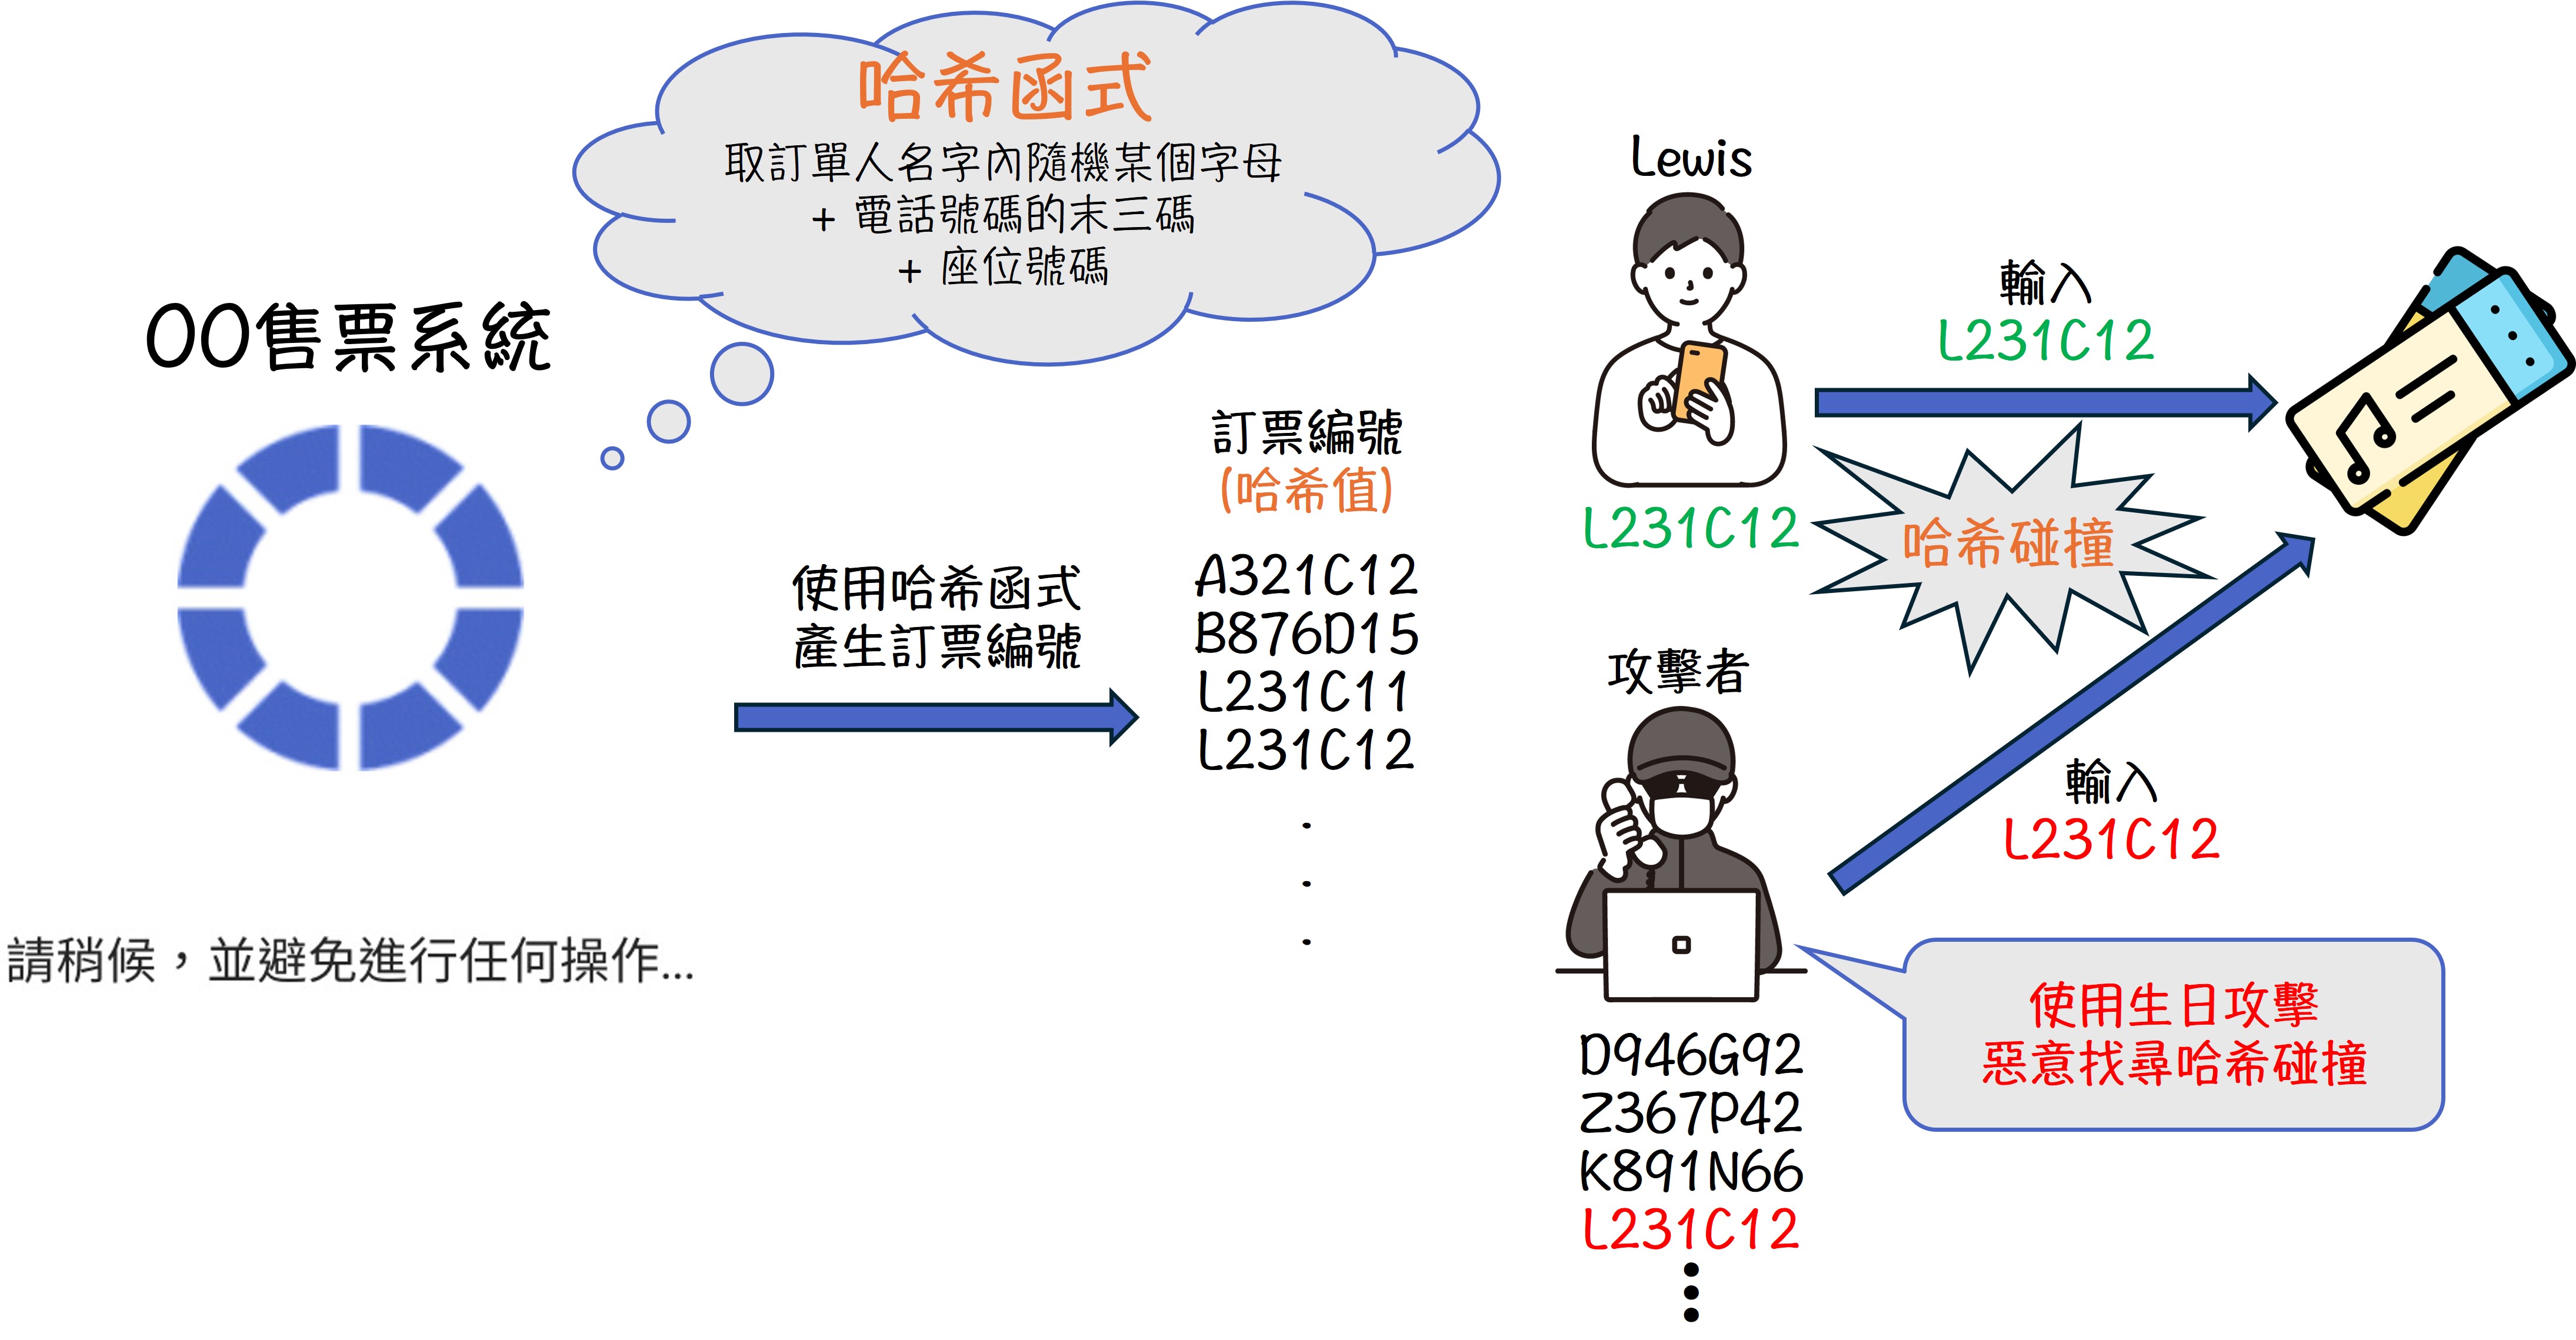 哈希函式
取訂單人名字內隨機某個字母
+ 電話號碼的末三碼
+ 座位號碼
OO售票系統
請稍候，並避免進行任何操作...
使用哈希函式
產生訂票編號
訂票編號
(哈希值)
A321C12
B876D15
L231C11
L231C12
Lewis
L231C12
輸入
L231C12
哈希碰撞
攻擊者
輸入
L231C12
使用生日攻擊
惡意找尋哈希碰撞
D946G92
Z367P42
K891N66
L231C12